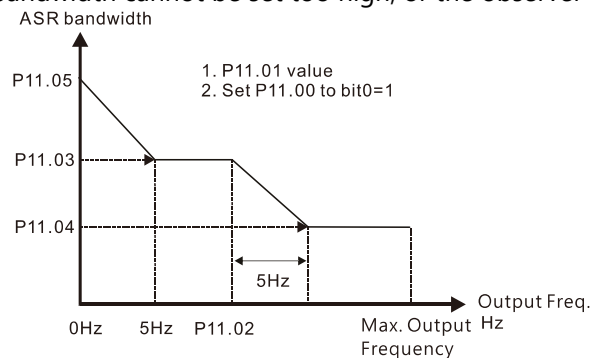 bandwidth cannot be set too high, or the observer
ASR bandwidth
P11.05
1. P11.01 value
2. Set P11.00 to bit0=1
P11.03
P11.04
5Hz
Output Freq.
0Hz 5Hz P11.02 Max. Output Hz
Frequency